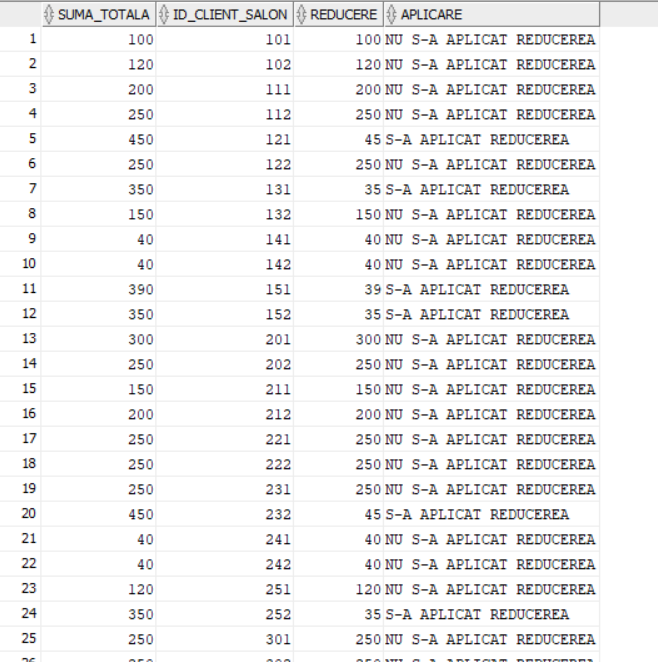 SUMA_TOTALA ID_CLIENT_SALON REDUCERE APLICARE
1 100 101 100 NU S-A APLICAT REDUCEREA
2 120 102 120 NU S-A APLICAT REDUCEREA
3 200 111 200 NU S-A APLICAT REDUCEREA
4 250 112 250 NU S-A APLICAT REDUCEREA
5 450 121 45 S-A APLICAT REDUCEREA
6 250 122 250 NU S-A APLICAT REDUCEREA
7 350 131 35 S-A APLICAT REDUCEREA
8 150 132 150 NU S-A APLICAT REDUCEREA
9 40 141 40 NU S-A APLICAT REDUCEREA
10 40 142 40 NU S-A APLICAT REDUCEREA
11 390 151 39 S-A APLICAT REDUCEREA
12 350 152 35 S-A APLICAT REDUCEREA
13 300 201 300 NU S-A APLICAT REDUCEREA
14 250 202 250 NU S-A APLICAT REDUCEREA
15 150 211 150 NU S-A APLICAT REDUCEREA
16 200 212 200 NU S-A APLICAT REDUCEREA
17 250 221 250 NU S-A APLICAT REDUCEREA
18 250 222 250 NU S-A APLICAT REDUCEREA
19 250 231 250 NU S-A APLICAT REDUCEREA
20 450 232 45 S-A APLICAT REDUCEREA
21 40 241 40 NU S-A APLICAT REDUCEREA
22 40 242 40 NU S-A APLICAT REDUCEREA
23 120 251 120 NU S-A APLICAT REDUCEREA
24 350 252 35 S-A APLICAT REDUCEREA
25 250 301 250 NU S-A APLICAT REDUCEREA